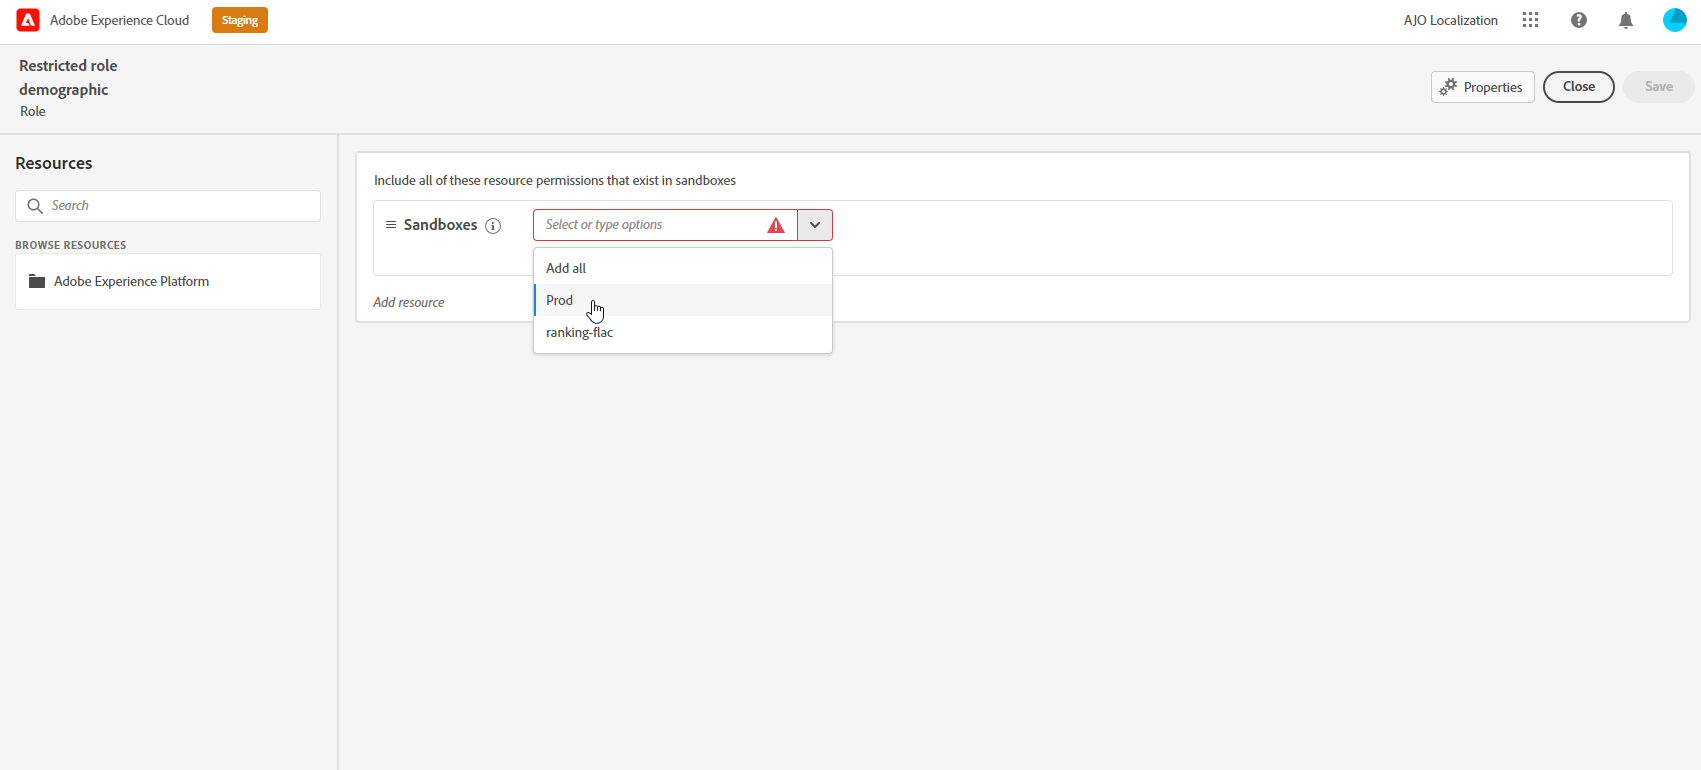 Adobe Experience Cloud
Staging
AJO Localization
Restricted role
demographic
Role
Properties
Close
Save
Resources
Search
BROWSE RESOURCES
Adobe Experience Platform
Include all of these resource permissions that exist in sandboxes
Sandboxes
Select or type options
Add all
Prod
ranking-flac
Add resource